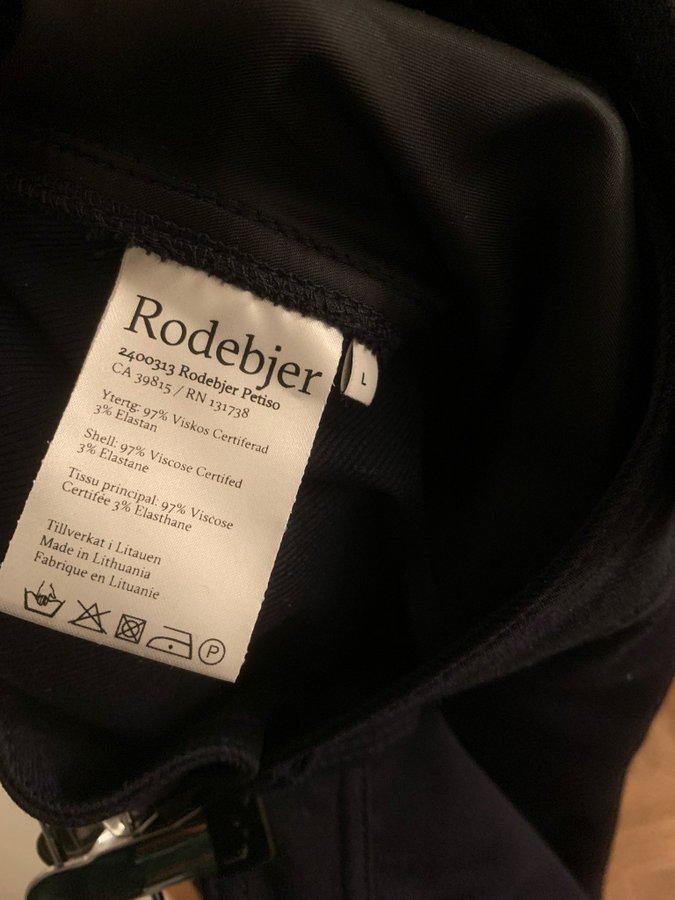 Rodebjer
2400313 Rodebjer Petiso
CA 39815 / RN 131738
Ytertg: 97% Viskos Certiferad
3% Elastan
Shell: 97% Viscose Certifed
3% Elastane
Tissu principal: 97% Viscose
Certifée 3% Elasthane
Tillverkat i Litauen
Made in Lithuania
Fabrique en Lituanie
P
L